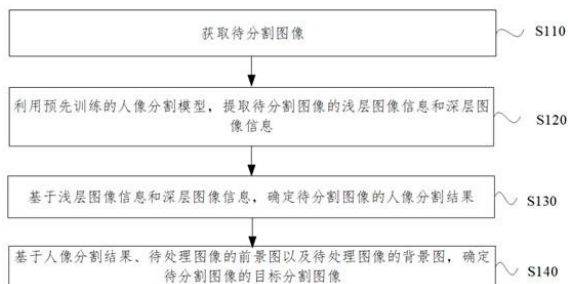 获取待分割图像
S110
利用预先训练的人像分割模型，提取待分割图像的浅层图像信息和深层图
像信息
S120
基于浅层图像信息和深层图像信息，确定待分割图像的人像分割结果
S130
基于人像分割结果、待处理图像的前景图以及待处理图像的背景图，确定
待分割图像的目标分割图像
S140